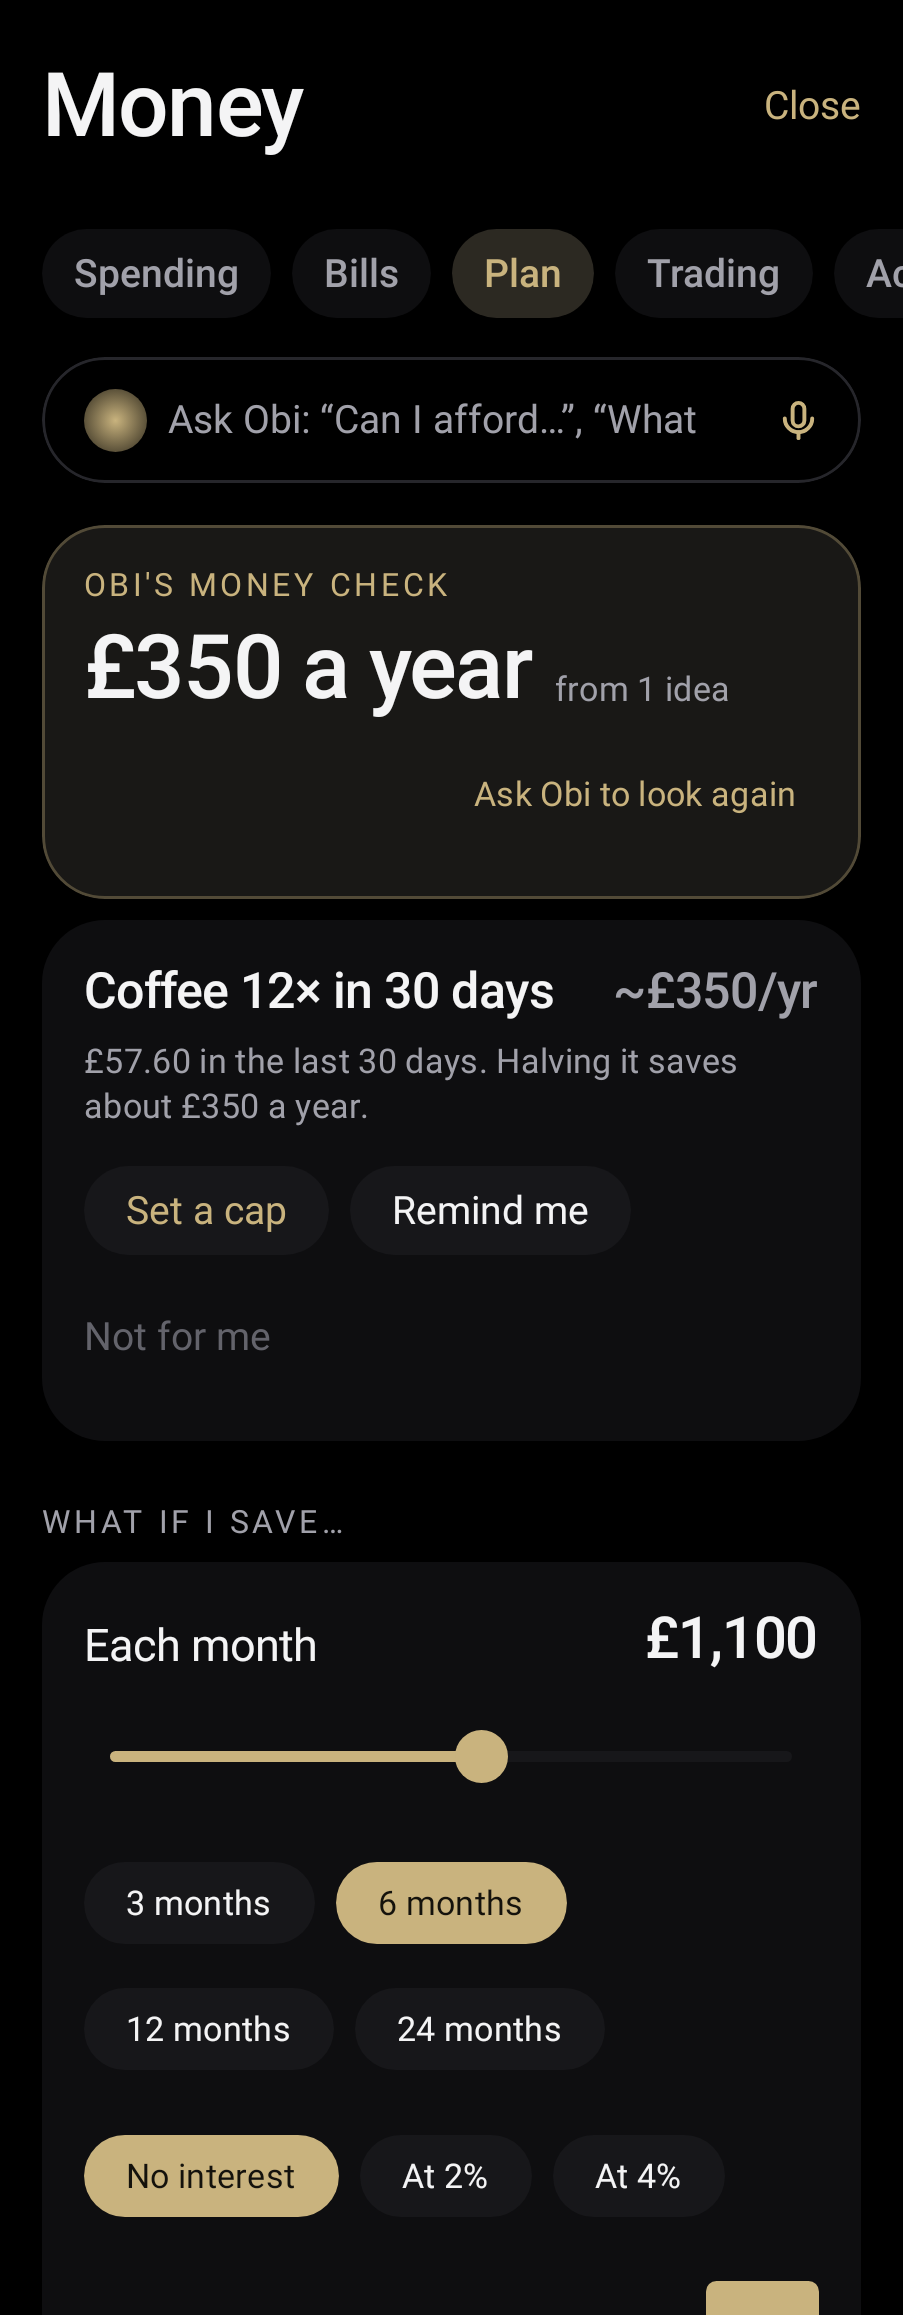 Money
Close
Spending
Bills
Plan
Trading
Ac
Ask Obi: “Can I afford…”, “What
OBI'S MONEY CHECK
£350 a year from 1 idea
Ask Obi to look again
Coffee 12× in 30 days
~£350/yr
£57.60 in the last 30 days. Halving it saves
about £350 a year.
Set a cap
Remind me
Not for me
WHAT IF I SAVE…
Each month
£1,100
3 months
6 months
12 months
24 months
No interest
At 2%
At 4%